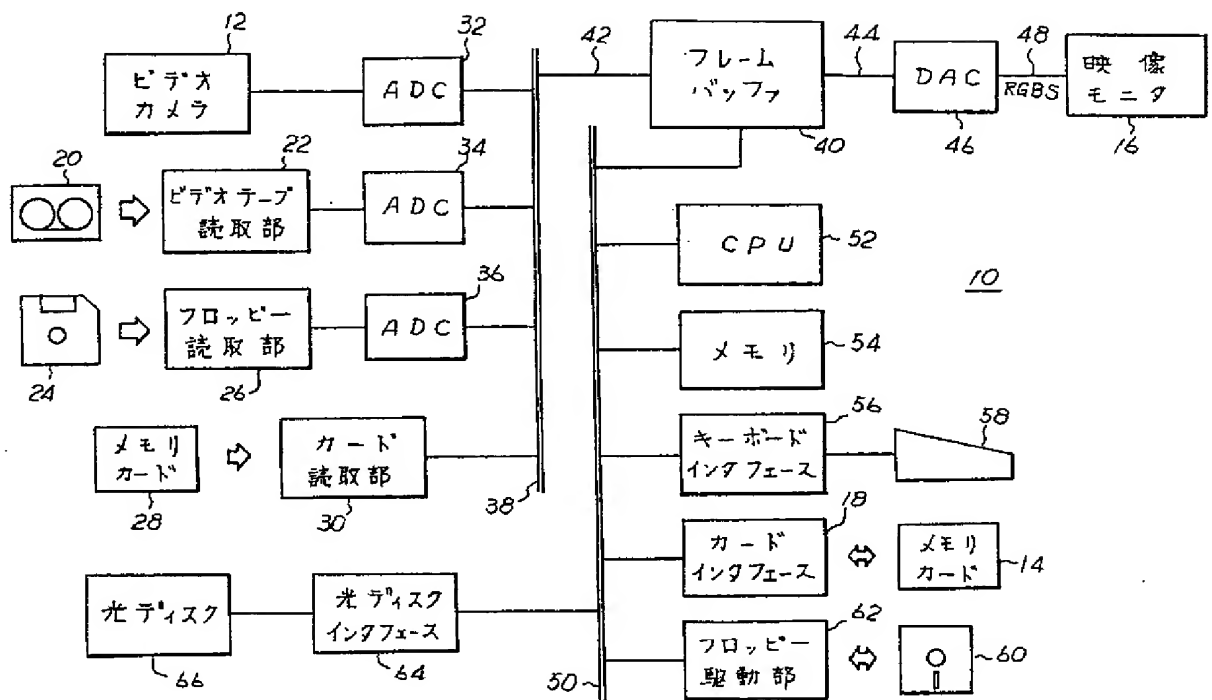 12
ビデオ
カメラ
32
ADC
42
フレーム
バッファ
40
44
DAC
46
48
RGBS
映像
モニタ
16
20
22
ビデオテープ
読取部
34
ADC
24
フロッピー
読取部
26
36
ADC
メモリ
カード
28
カード
読取部
30
38
CPU
52
10
メモリ
54
56
キーボード
インタフェース
58
18
カード
インタフェース
メモリ
カード
14
光ディスク
66
光ディスク
インタフェース
64
50
62
フロッピー
駆動部
60